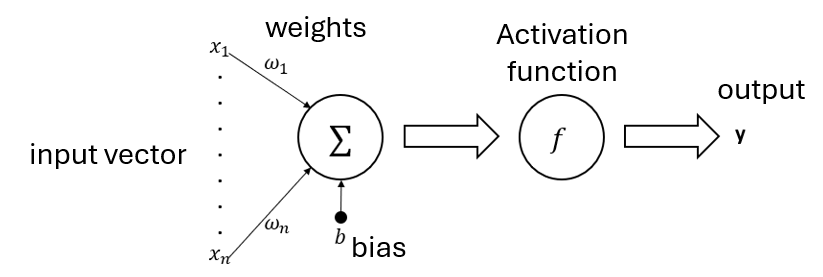 weights
Activation
function
output
x₁
ω₁
Σ
f
y
input vector
ωₙ
xₙ
b
bias